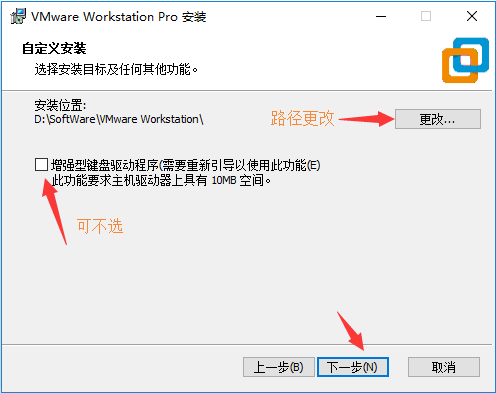 VMware Workstation Pro 安装
自定义安装
选择安装目标及任何其他功能。
安装位置:
D:\SoftWare\VMware Workstation\
路径更改
更改...
增强型键盘驱动程序(需要重新引导以使用此功能(E)
此功能要求主机驱动器上具有 10MB 空间。
可不选
上一步(B)
下一步(N)
取消